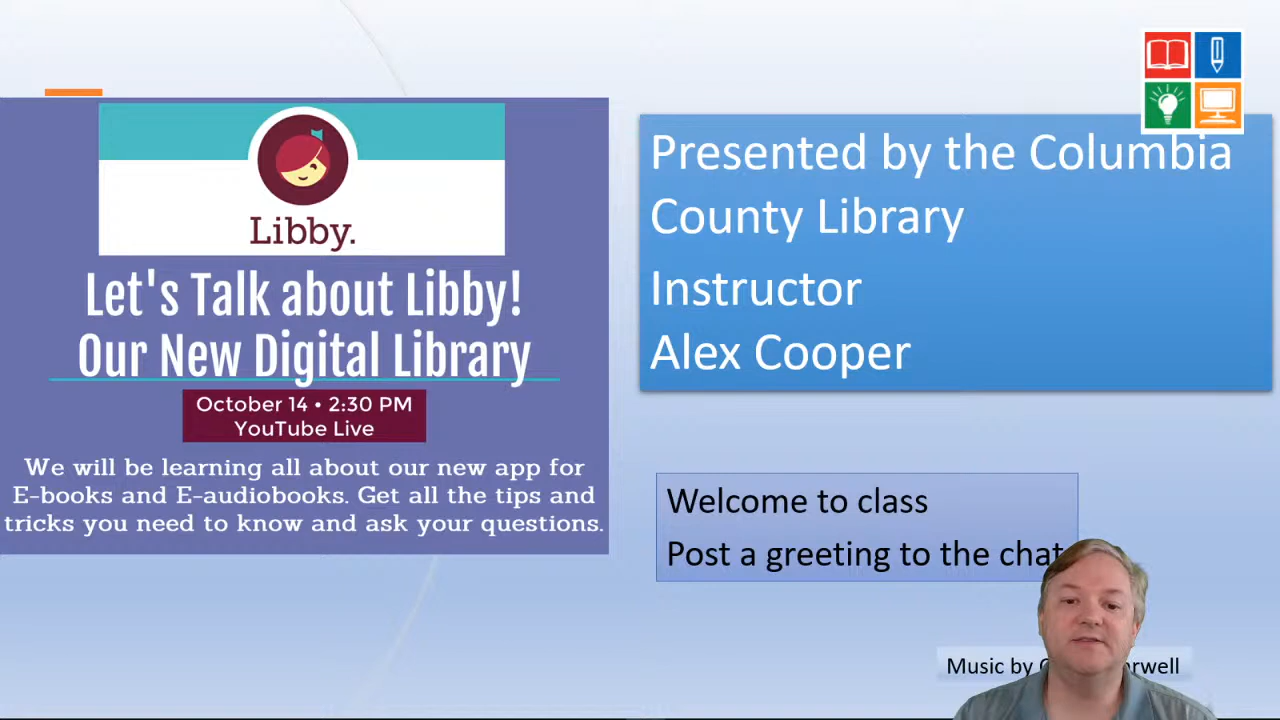 Libby.
Let's Talk about Libby!
Our New Digital Library
October 14 • 2:30 PM
YouTube Live
We will be learning all about our new app for
E-books and E-audiobooks. Get all the tips and
tricks you need to know and ask your questions.
Presented by the Columbia
County Library
Instructor
Alex Cooper
Welcome to class
Post a greeting to the chat
Music by